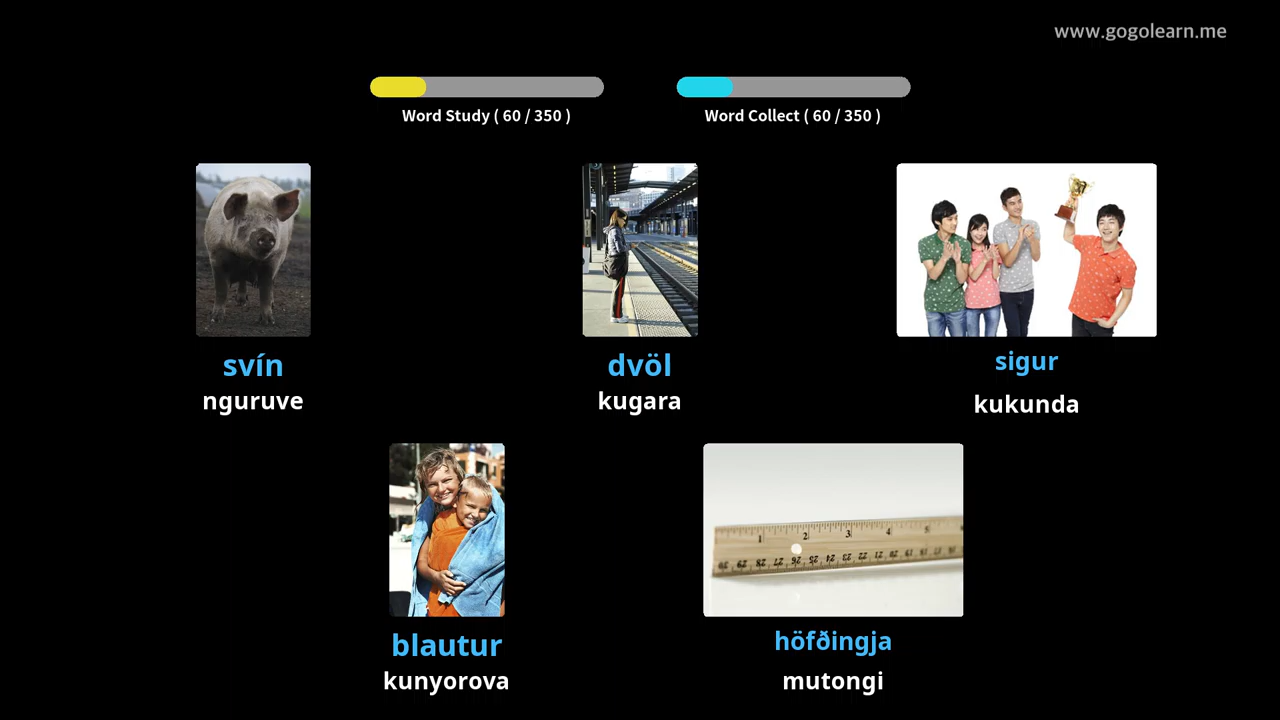 www.gogolearn.me
Word Study ( 60 / 350 )
Word Collect ( 60 / 350 )
svín
nguruve
dvöl
kugara
sigur
kukunda
blautur
kunyorova
höfðingja
mutongi